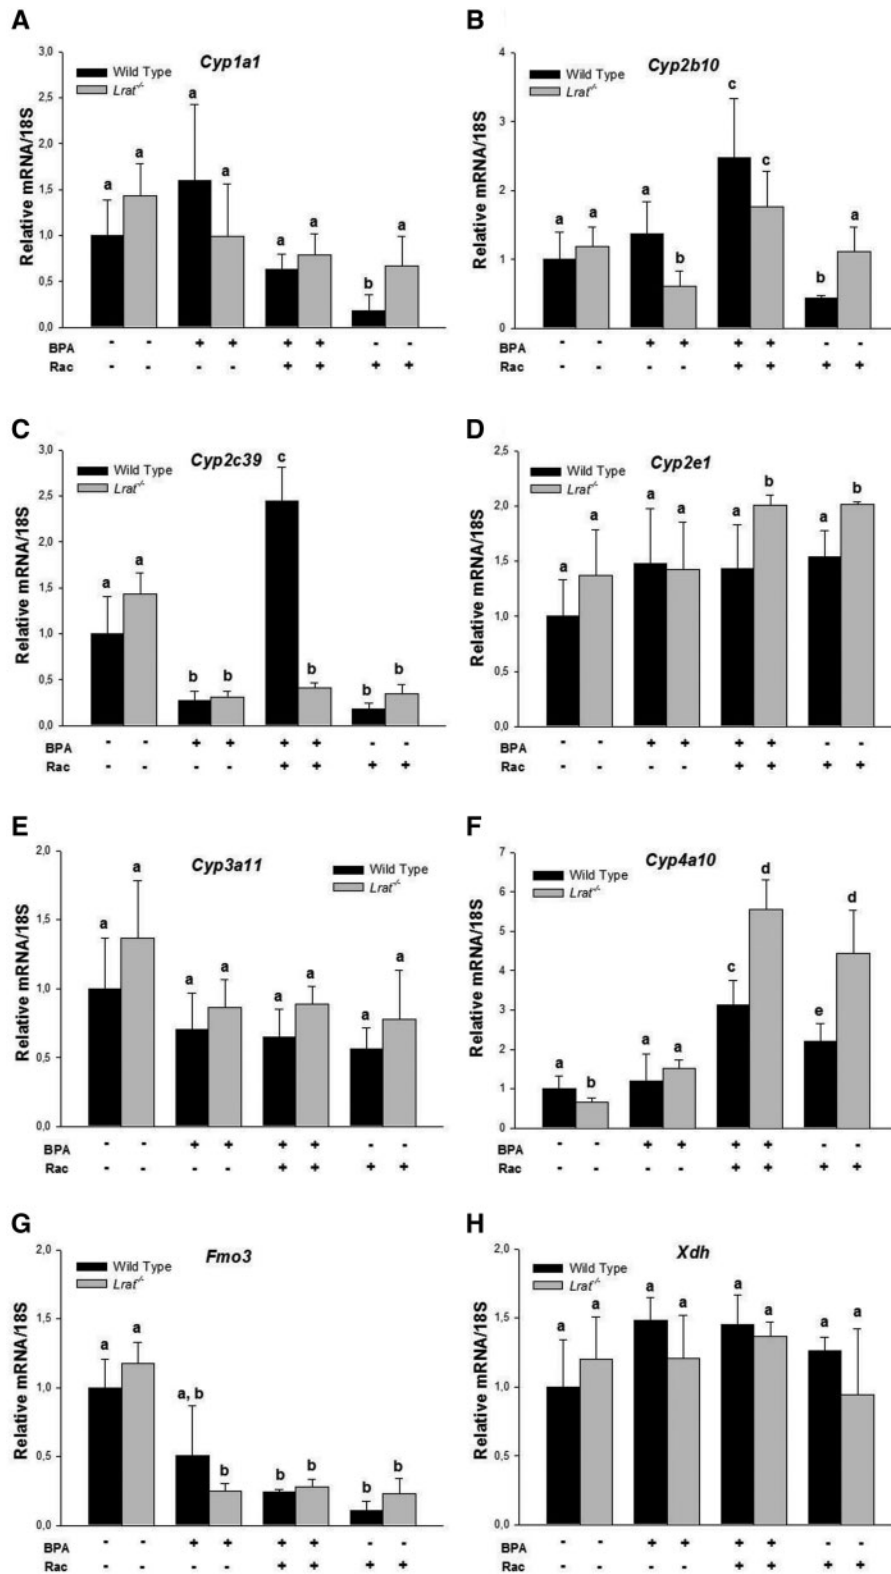 A
Cyp1a1
Wild Type
Lrat-/-
Relative mRNA/18S
3,0
2,5
2,0
1,5
1,0
0,5
0,0
a a a a a a b a
BPA - - + + + + - -
Rac - - - - + + + +
B
Cyp2b10
Wild Type
Lrat-/-
Relative mRNA/18S
4
3
2
1
0
a a a b c c b a
BPA - - + + + + - -
Rac - - - - + + + +
C
Cyp2c39
Wild Type
Lrat-/-
Relative mRNA/18S
3,0
2,5
2,0
1,5
1,0
0,5
0,0
a a b b c b b b
BPA - - + + + + - -
Rac - - - - + + + +
D
Cyp2e1
Wild Type
Lrat-/-
Relative mRNA/18S
2,5
2,0
1,5
1,0
0,5
0,0
a a a a a b a b
BPA - - + + + + - -
Rac - - - - + + + +
E
Cyp3a11
Wild Type
Lrat-/-
Relative mRNA/18S
2,0
1,5
1,0
0,5
0,0
a a a a a a a a
BPA - - + + + + - -
Rac - - - - + + + +
F
Cyp4a10
Wild Type
Lrat-/-
Relative mRNA/18S
7
6
5
4
3
2
1
0
a b a a c d e d
BPA - - + + + + - -
Rac - - - - + + + +
G
Fmo3
Wild Type
Lrat-/-
Relative mRNA/18S
2,0
1,5
1,0
0,5
0,0
a a a, b b b b b b
BPA - - + + + + - -
Rac - - - - + + + +
H
Xdh
Wild Type
Lrat-/-
Relative mRNA/18S
2,0
1,5
1,0
0,5
0,0
a a a a a a a a
BPA - - + + + + - -
Rac - - - - + + + +